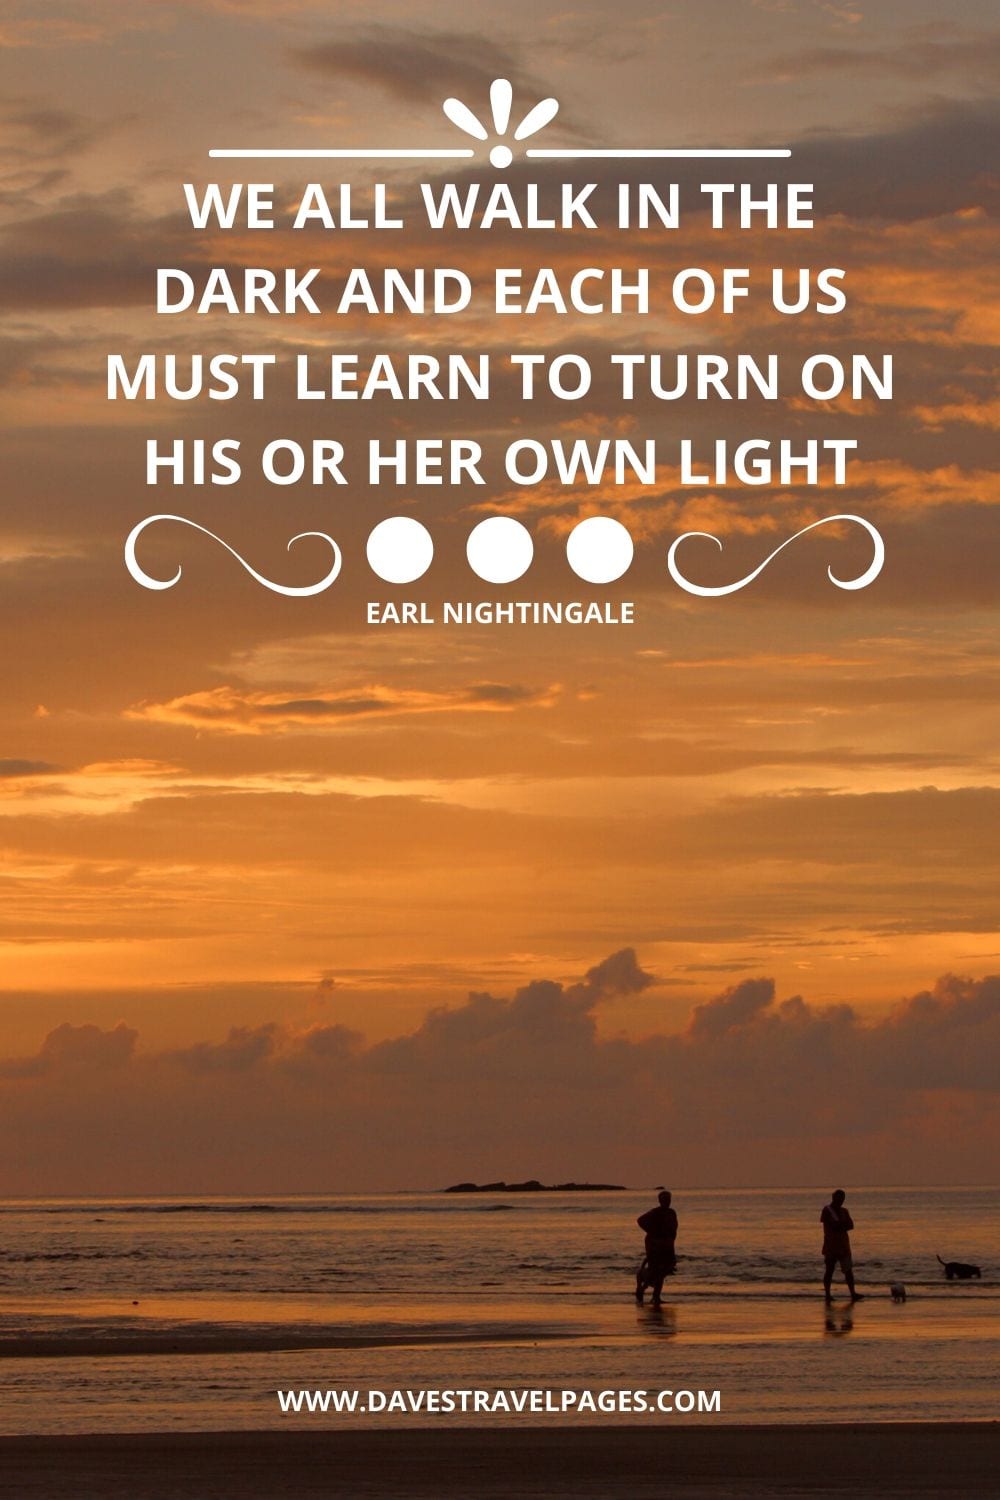 WE ALL WALK IN THE
DARK AND EACH OF US
MUST LEARN TO TURN ON
HIS OR HER OWN LIGHT
EARL NIGHTINGALE
WWW.DAVESTRAVELPAGES.COM